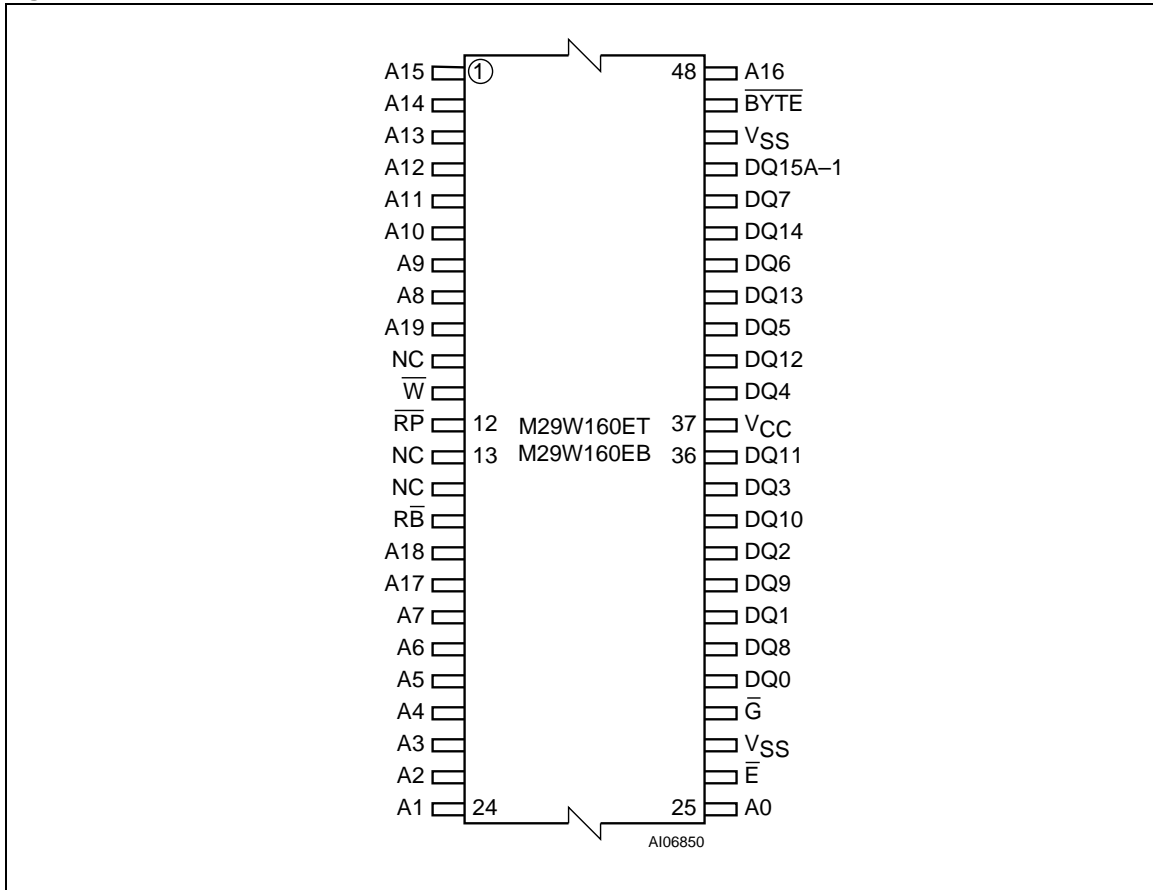 A15 ① 48 A16
A14 B̅Y̅T̅E̅
A13 VSS
A12 DQ15A–1
A11 DQ7
A10 DQ14
A9 DQ6
A8 DQ13
A19 DQ5
NC DQ12
W̅ DQ4
R̅P̅ 12 M29W160ET 37 VCC
NC 13 M29W160EB 36 DQ11
NC DQ3
RB̅ DQ10
A18 DQ2
A17 DQ9
A7 DQ1
A6 DQ8
A5 DQ0
A4 G̅
A3 VSS
A2 E̅
A1 24 25 A0
AI06850